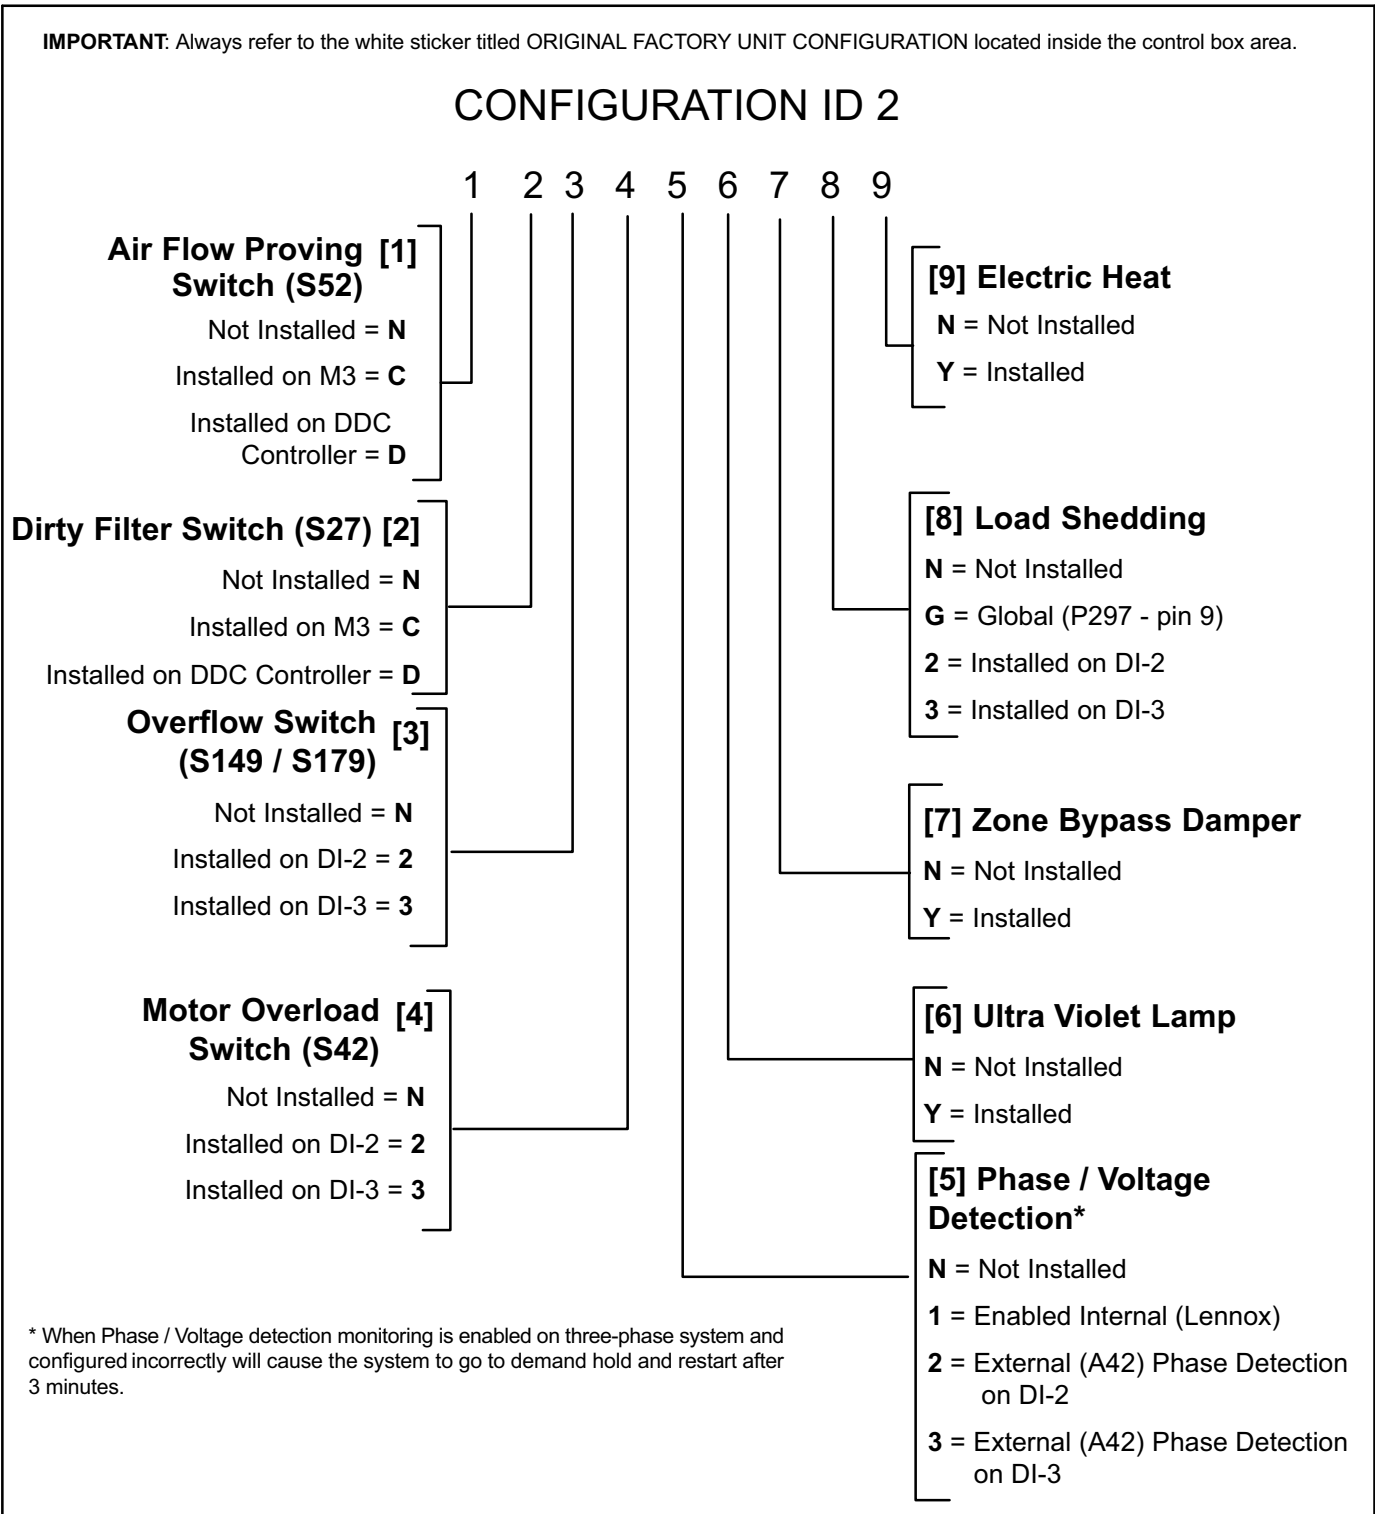 IMPORTANT: Always refer to the white sticker titled ORIGINAL FACTORY UNIT CONFIGURATION located inside the control box area.
CONFIGURATION ID 2
1 2 3 4 5 6 7 8 9
Air Flow Proving [1]
Switch (S52)
Not Installed = N
Installed on M3 = C
Installed on DDC
Controller = D
Dirty Filter Switch (S27) [2]
Not Installed = N
Installed on M3 = C
Installed on DDC Controller = D
Overflow Switch [3]
(S149 / S179)
Not Installed = N
Installed on DI-2 = 2
Installed on DI-3 = 3
Motor Overload [4]
Switch (S42)
Not Installed = N
Installed on DI-2 = 2
Installed on DI-3 = 3
[9] Electric Heat
N = Not Installed
Y = Installed
[8] Load Shedding
N = Not Installed
G = Global (P297 - pin 9)
2 = Installed on DI-2
3 = Installed on DI-3
[7] Zone Bypass Damper
N = Not Installed
Y = Installed
[6] Ultra Violet Lamp
N = Not Installed
Y = Installed
[5] Phase / Voltage
Detection*
N = Not Installed
1 = Enabled Internal (Lennox)
2 = External (A42) Phase Detection
on DI-2
3 = External (A42) Phase Detection
on DI-3
* When Phase / Voltage detection monitoring is enabled on three-phase system and
configured incorrectly will cause the system to go to demand hold and restart after
3 minutes.